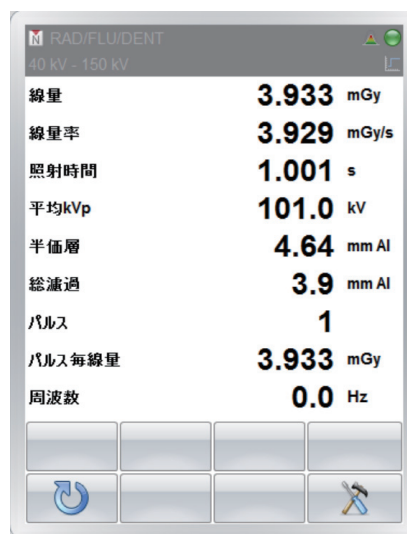 N RAD/FLU/DENT
40 kV - 150 kV
線量 3.933 mGy
線量率 3.929 mGy/s
照射時間 1.001 s
平均kVp 101.0 kV
半価層 4.64 mm Al
総濾過 3.9 mm Al
パルス 1
パルス毎線量 3.933 mGy
周波数 0.0 Hz